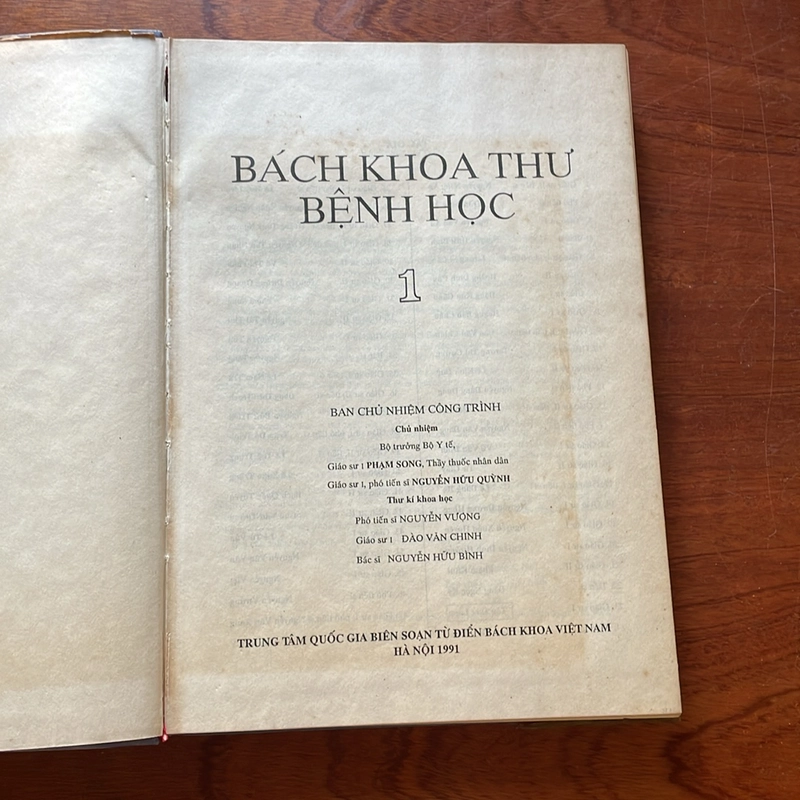 BÁCH KHOA THƯ
BỆNH HỌC
1
BAN CHỦ NHIỆM CÔNG TRÌNH
Chủ nhiệm
Bộ trưởng Bộ Y tế,
Giáo sư 1 PHẠM SONG, Thầy thuốc nhân dân
Giáo sư 1, phó tiến sĩ NGUYỄN HỮU QUỲNH
Thư kí khoa học
Phó tiến sĩ NGUYỄN VƯỢNG
Giáo sư 1 ĐÀO VĂN CHINH
Bác sĩ NGUYỄN HỮU BÌNH
TRUNG TÂM QUỐC GIA BIÊN SOẠN TỪ ĐIỂN BÁCH KHOA VIỆT NAM
HÀ NỘI 1991